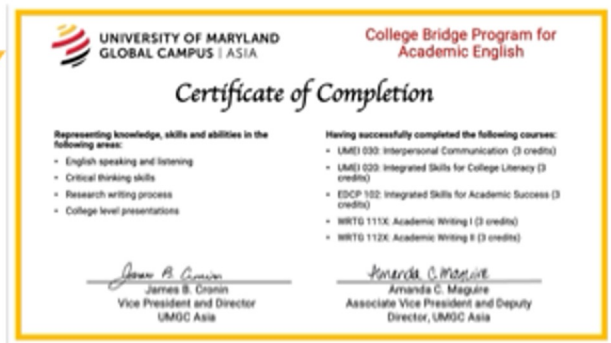 UNIVERSITY OF MARYLAND
GLOBAL CAMPUS | ASIA
College Bridge Program for
Academic English
Certificate of Completion
Representing knowledge, skills and abilities in the
following areas:
• English speaking and listening
• Critical thinking skills
• Research writing process
• College level presentations
Having successfully completed the following courses:
• UMEI 030: Interpersonal Communication (3 credits)
• UMEI 020: Integrated Skills for College Literacy (3
credits)
• EDCP 102: Integrated Skills for Academic Success (3
credits)
• WRTG 111X: Academic Writing I (3 credits)
• WRTG 112X: Academic Writing II (3 credits)
James B. Cronin
James B. Cronin
Vice President and Director
UMGC Asia
Amanda C. Maguire
Amanda C. Maguire
Associate Vice President and Deputy
Director, UMGC Asia